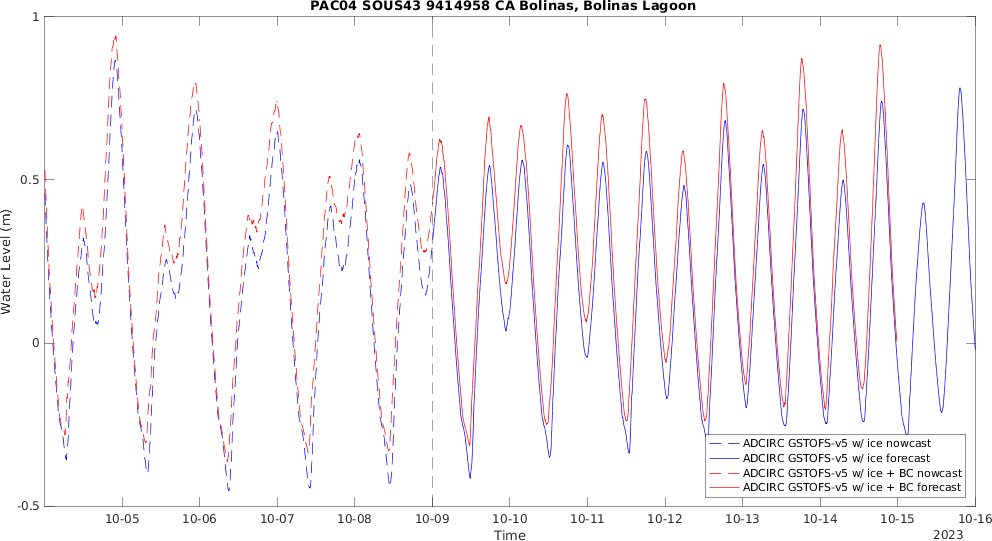 PAC04 SOUS43 9414958 CA Bolinas, Bolinas Lagoon
Water Level (m)
1
0.5
0
-0.5
10-05 10-06 10-07 10-08 10-09 10-10 10-11 10-12 10-13 10-14 10-15 10-16
Time
2023
ADCIRC GSTOFS-v5 w/ ice nowcast
ADCIRC GSTOFS-v5 w/ ice forecast
ADCIRC GSTOFS-v5 w/ ice + BC nowcast
ADCIRC GSTOFS-v5 w/ ice + BC forecast